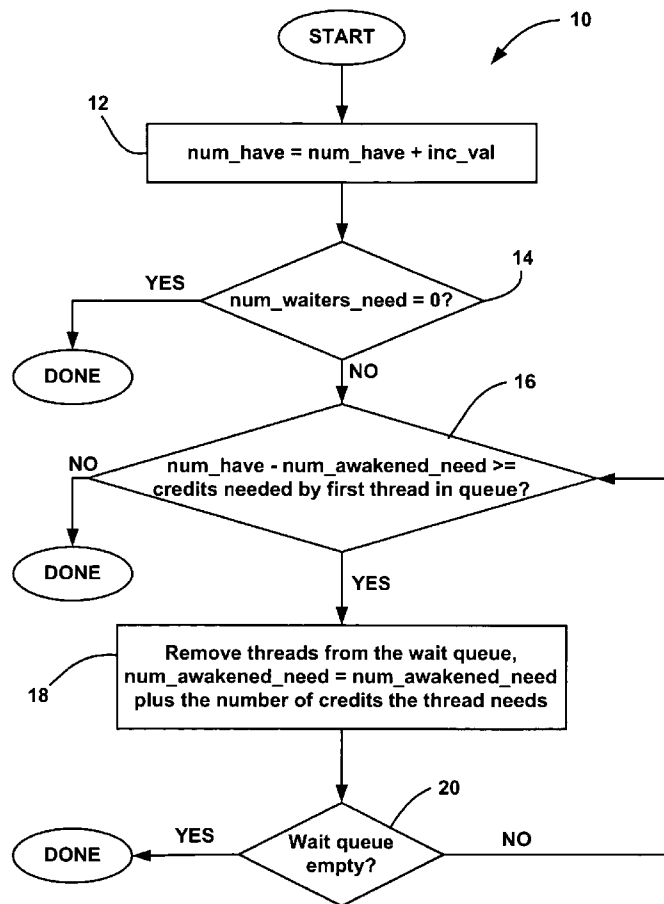 START
10
12
num_have = num_have + inc_val
14
YES
num_waiters_need = 0?
DONE
NO
16
NO
num_have - num_awakened_need >=
credits needed by first thread in queue?
DONE
YES
18
Remove threads from the wait queue,
num_awakened_need = num_awakened_need
plus the number of credits the thread needs
20
YES
NO
DONE
Wait queue
empty?